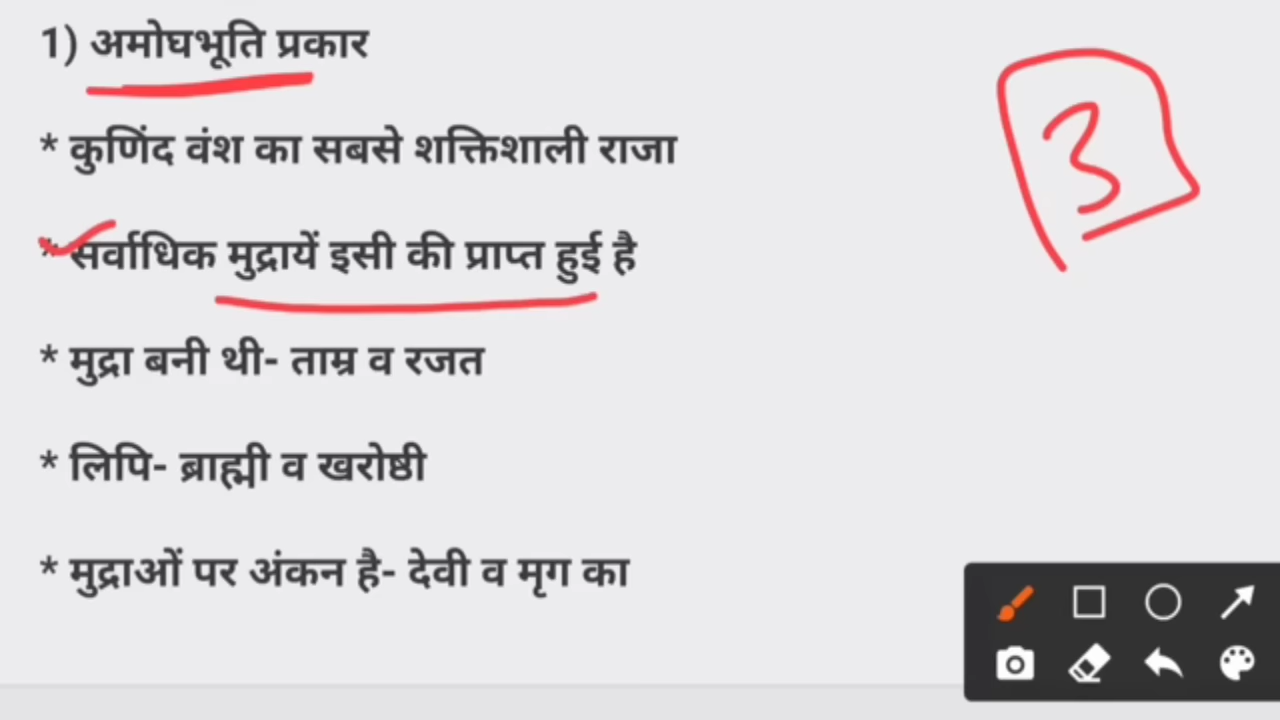 1) अमोघभूति प्रकार
3
* कुणिंद वंश का सबसे शक्तिशाली राजा
* सर्वाधिक मुद्रायें इसी की प्राप्त हुई है
* मुद्रा बनी थी- ताम्र व रजत
* लिपि- ब्राह्मी व खरोष्ठी
* मुद्राओं पर अंकन है- देवी व मृग का